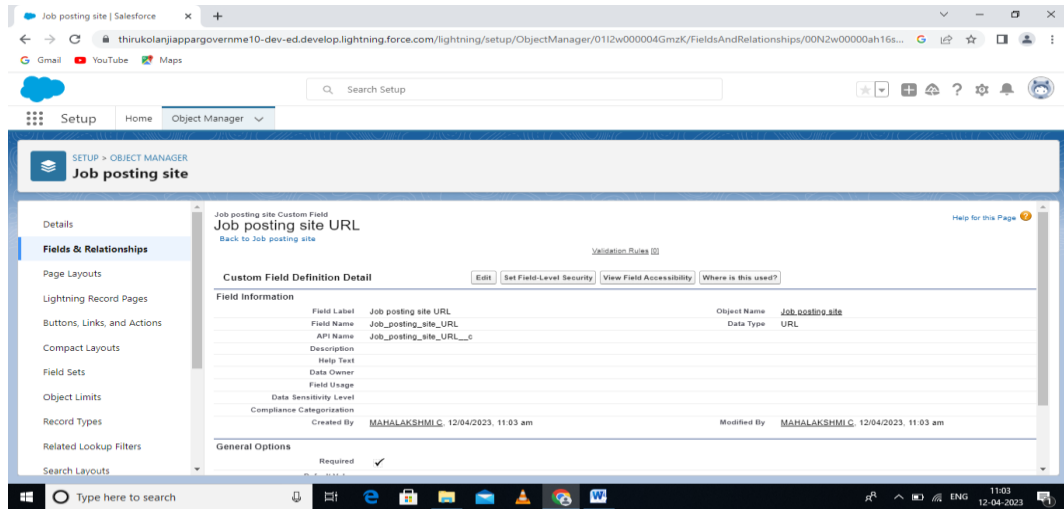 Job posting site | Salesforce
thirukolanjiappargovernme10-dev-ed.develop.lightning.force.com/lightning/setup/ObjectManager/01I2w000004GmzK/FieldsAndRelationships/00N2w00000ah16s...
Gmail YouTube Maps
Search Setup
Setup Home Object Manager
SETUP > OBJECT MANAGER
Job posting site
Details
Fields & Relationships
Page Layouts
Lightning Record Pages
Buttons, Links, and Actions
Compact Layouts
Field Sets
Object Limits
Record Types
Related Lookup Filters
Search Layouts
Job posting site Custom Field
Job posting site URL
Back to Job posting site
Help for this Page
Validation Rules [0]
Custom Field Definition Detail Edit Set Field-Level Security View Field Accessibility Where is this used?
Field Information
Field Label Job posting site URL Object Name Job posting site
Field Name Job_posting_site_URL Data Type URL
API Name Job_posting_site_URL__c
Description
Help Text
Data Owner
Field Usage
Data Sensitivity Level
Compliance Categorization
Created By MAHALAKSHMI C, 12/04/2023, 11:03 am Modified By MAHALAKSHMI C, 12/04/2023, 11:03 am
General Options
Required
Type here to search
ENG
11:03
12-04-2023